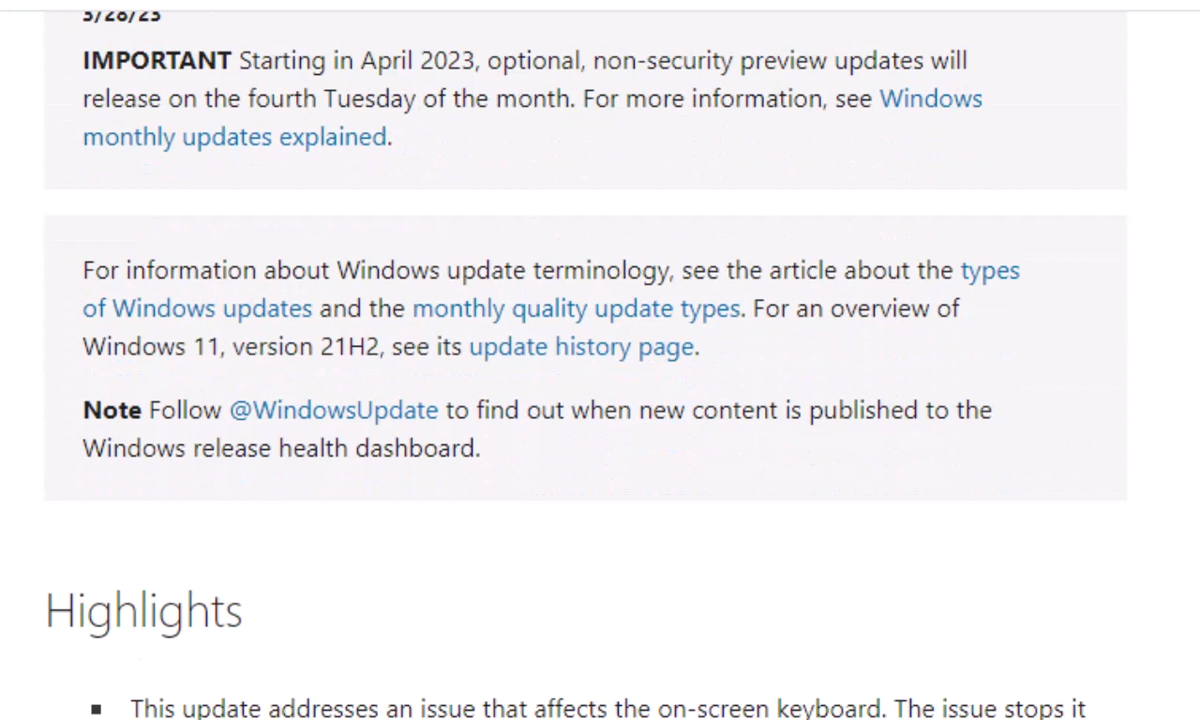 3/28/23
IMPORTANT Starting in April 2023, optional, non-security preview updates will
release on the fourth Tuesday of the month. For more information, see Windows
monthly updates explained.
For information about Windows update terminology, see the article about the types
of Windows updates and the monthly quality update types. For an overview of
Windows 11, version 21H2, see its update history page.
Note Follow @WindowsUpdate to find out when new content is published to the
Windows release health dashboard.
Highlights
▪ This update addresses an issue that affects the on-screen keyboard. The issue stops it